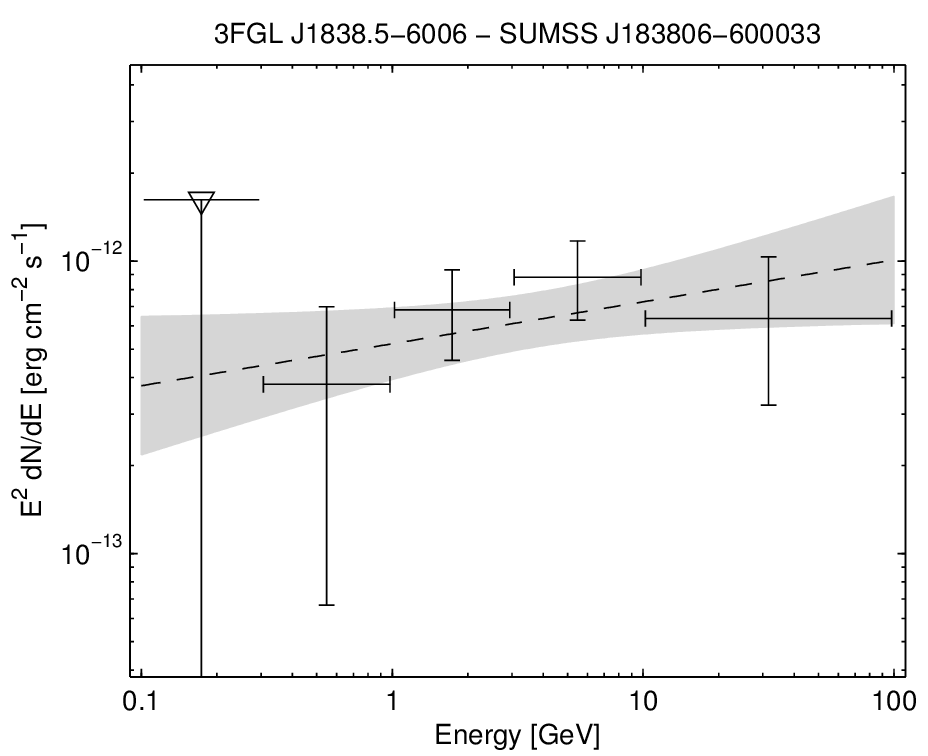 3FGL J1838.5−6006 − SUMSS J183806−600033
E² dN/dE [erg cm⁻² s⁻¹]
10⁻¹²
10⁻¹³
0.1 1 10 100
Energy [GeV]